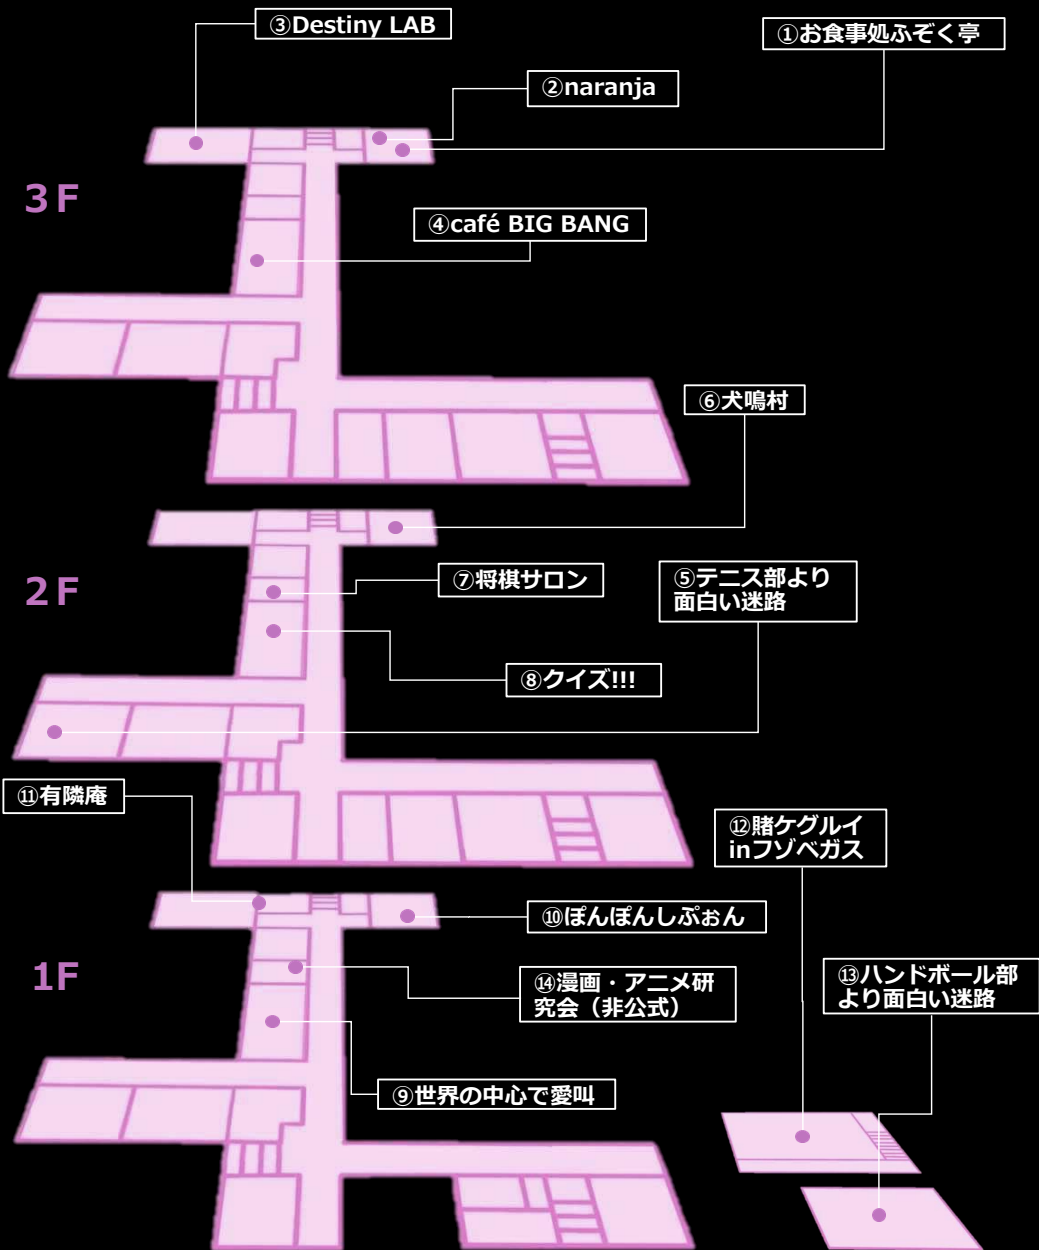 ③Destiny LAB
①お食事処ふぞく亭
②naranja
3F
④café BIG BANG
⑥犬鳴村
2F
⑦将棋サロン
⑤テニス部より
面白い迷路
⑧クイズ!!!
⑪有隣庵
⑫賭ケグルイ
inフゾベガス
⑩ぽんぽんしぷぉん
1F
⑭漫画・アニメ研
究会（非公式）
⑬ハンドボール部
より面白い迷路
⑨世界の中心で愛叫